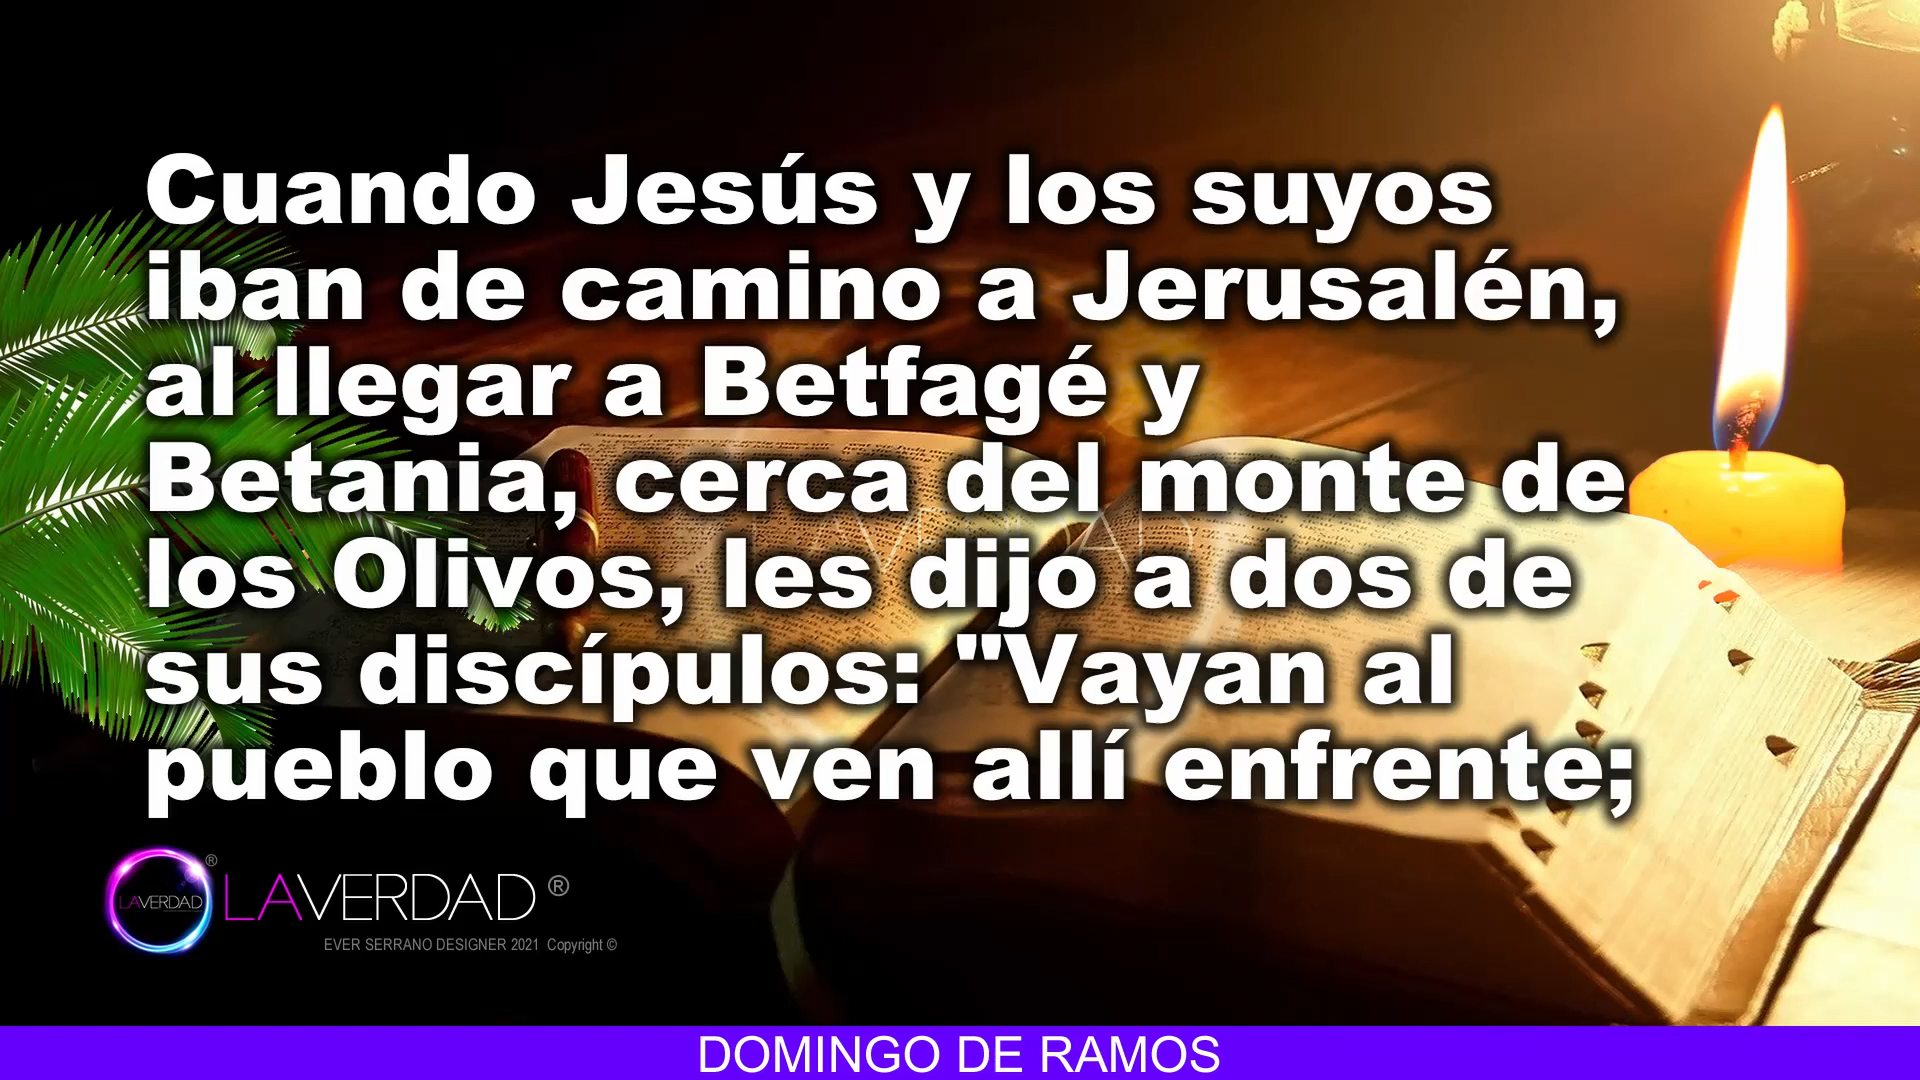 Cuando Jesús y los suyos
iban de camino a Jerusalén,
al llegar a Betfagé y
Betania, cerca del monte de
los Olivos, les dijo a dos de
sus discípulos: "Vayan al
pueblo que ven allí enfrente;
LAVERDAD ®
LAVERDAD ®
EVER SERRANO DESIGNER 2021 Copyright ©
DOMINGO DE RAMOS